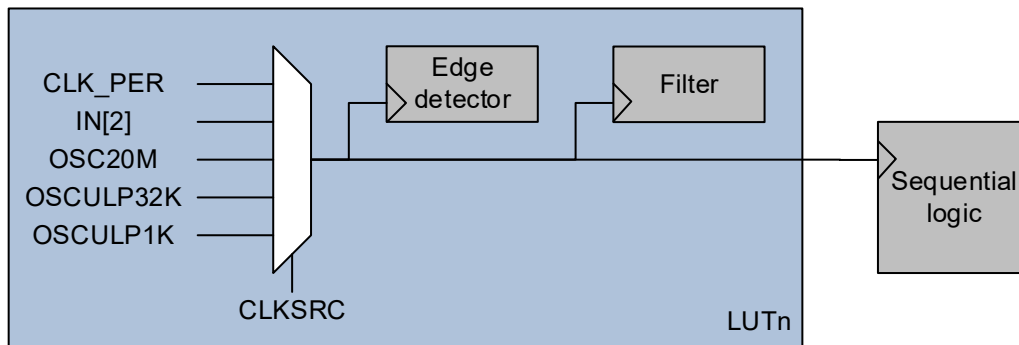 CLK_PER
IN[2]
OSC20M
OSCULP32K
OSCULP1K
CLKSRC
Edge
detector
Filter
Sequential
logic
LUTn